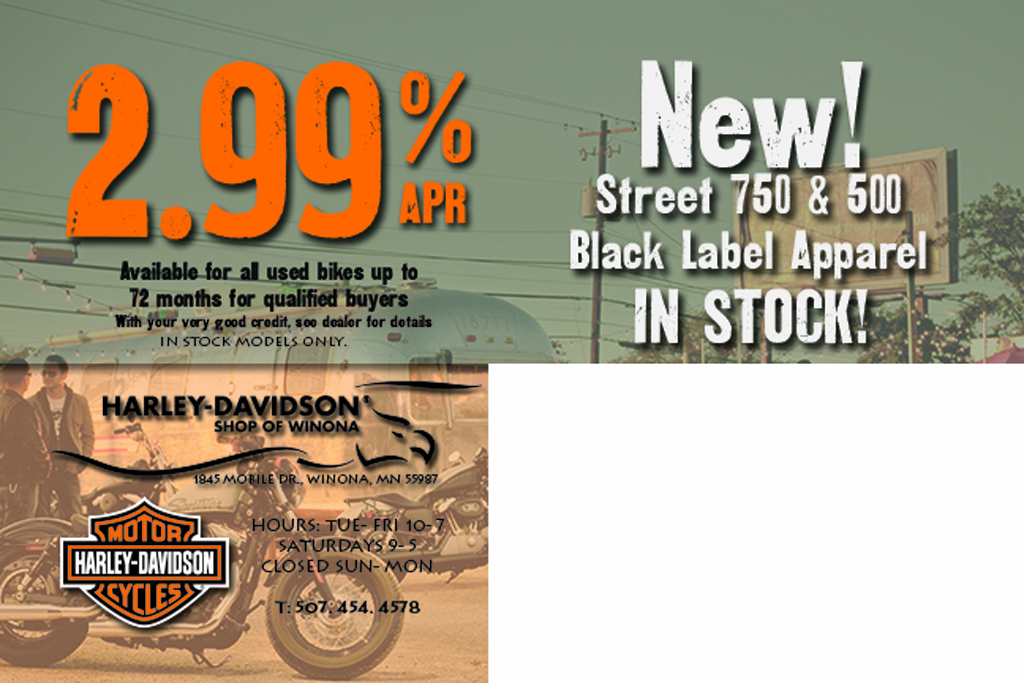 2.99%
APR
Available for all used bikes up to
72 months for qualified buyers
With your very good credit, see dealer for details
IN STOCK MODELS ONLY.
New!
Street 750 & 500
Black Label Apparel
IN STOCK!
HARLEY-DAVIDSON®
SHOP OF WINONA
1845 MOBILE DR., WINONA, MN 55987
MOTOR
HARLEY-DAVIDSON
CYCLES
HOURS: TUE- FRI 10-7
SATURDAYS 9-5
CLOSED SUN- MON
T: 507. 454. 4578